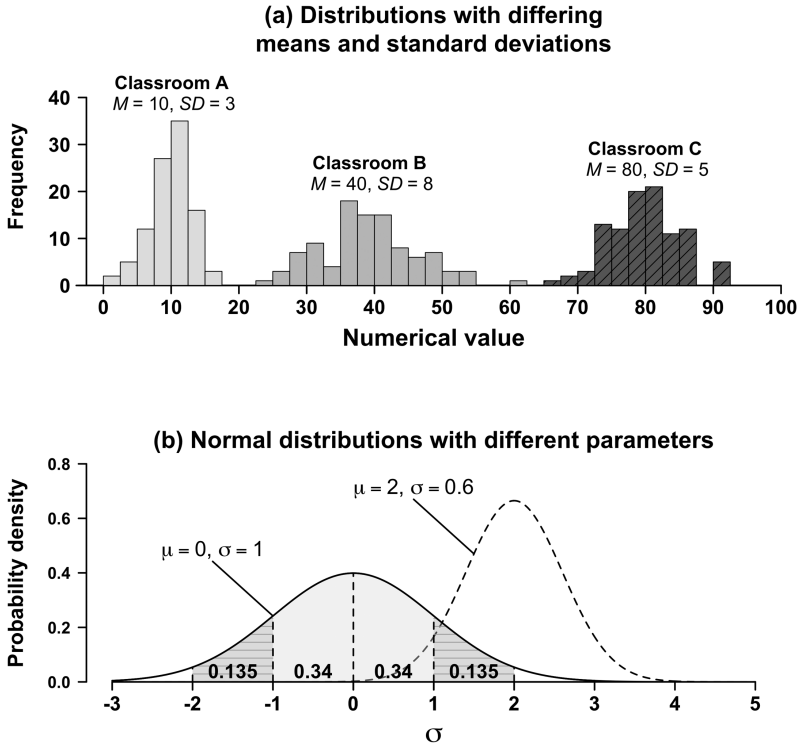 (a) Distributions with differing
means and standard deviations
Classroom A
M = 10, SD = 3
Classroom B
M = 40, SD = 8
Classroom C
M = 80, SD = 5
Frequency
40
30
20
10
0
0 10 20 30 40 50 60 70 80 90 100
Numerical value
(b) Normal distributions with different parameters
Probability density
0.8
0.6
0.4
0.2
0.0
μ = 2, σ = 0.6
μ = 0, σ = 1
0.135 0.34 0.34 0.135
-3 -2 -1 0 1 2 3 4 5
σ